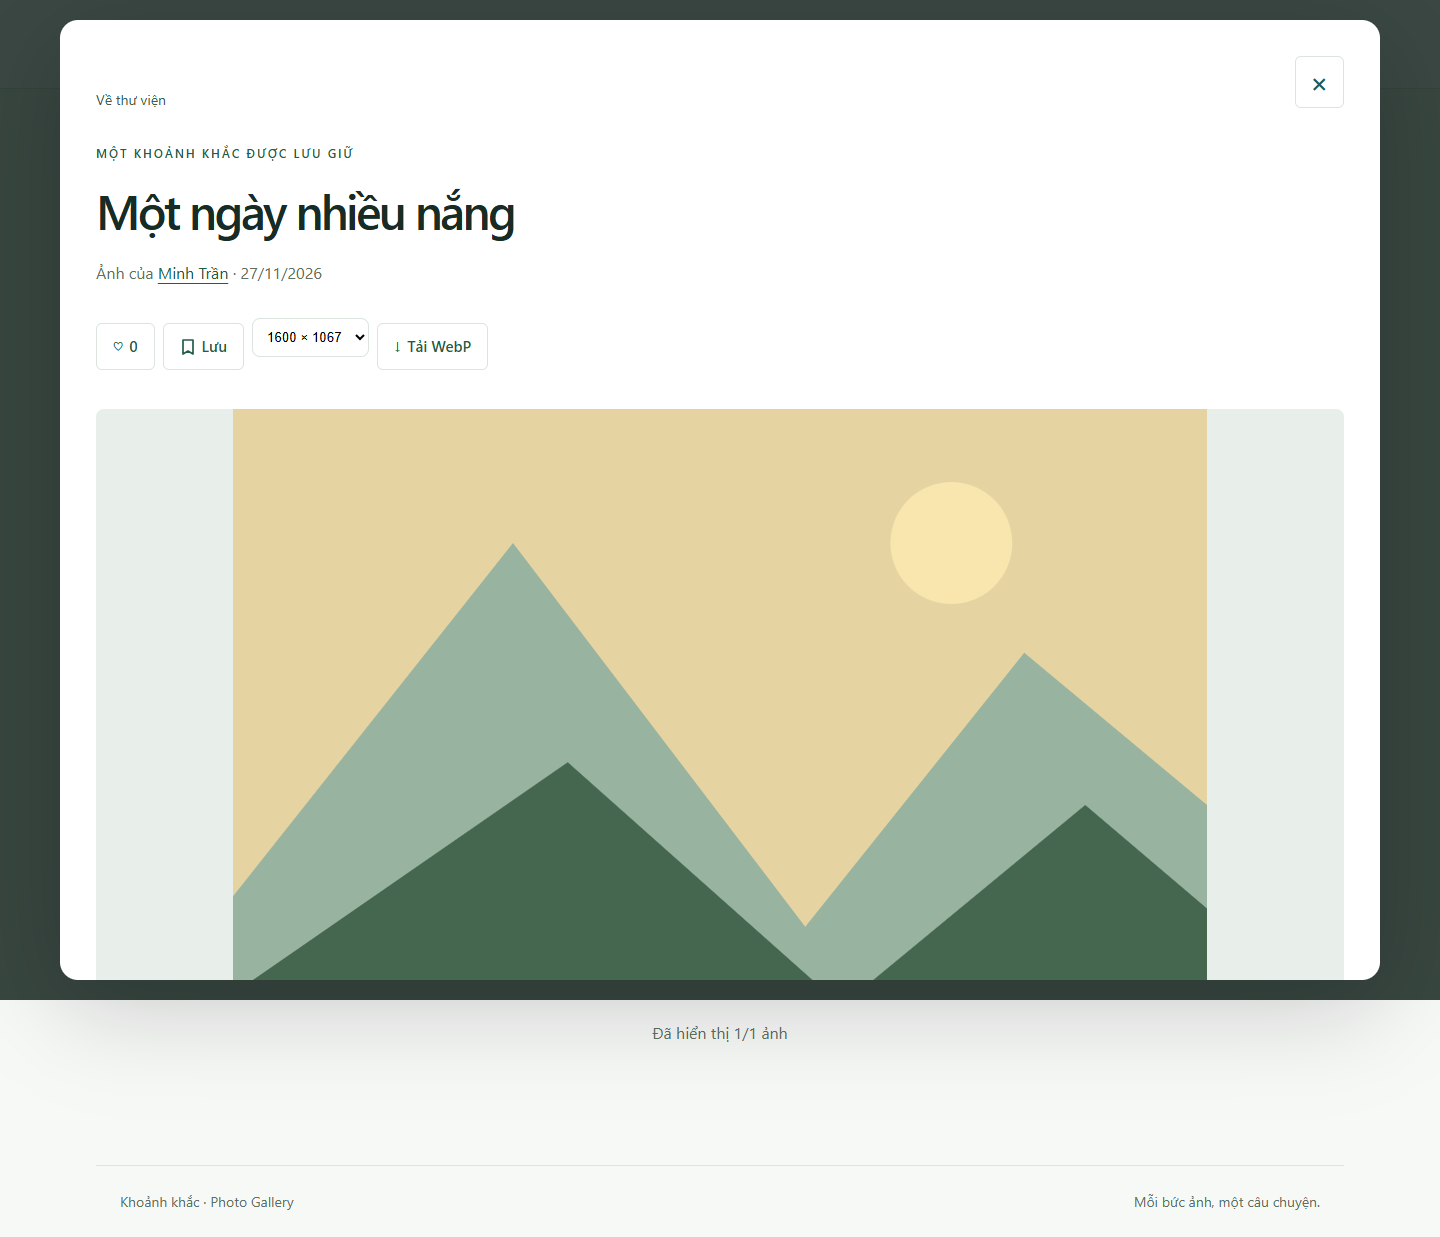 ×
Về thư viện
MỘT KHOẢNH KHẮC ĐƯỢC LƯU GIỮ
Một ngày nhiều nắng
Ảnh của Minh Trần · 27/11/2026
♡ 0 Lưu 1600 × 1067 ↓ Tải WebP
Đã hiển thị 1/1 ảnh
Khoảnh khắc · Photo Gallery
Mỗi bức ảnh, một câu chuyện.